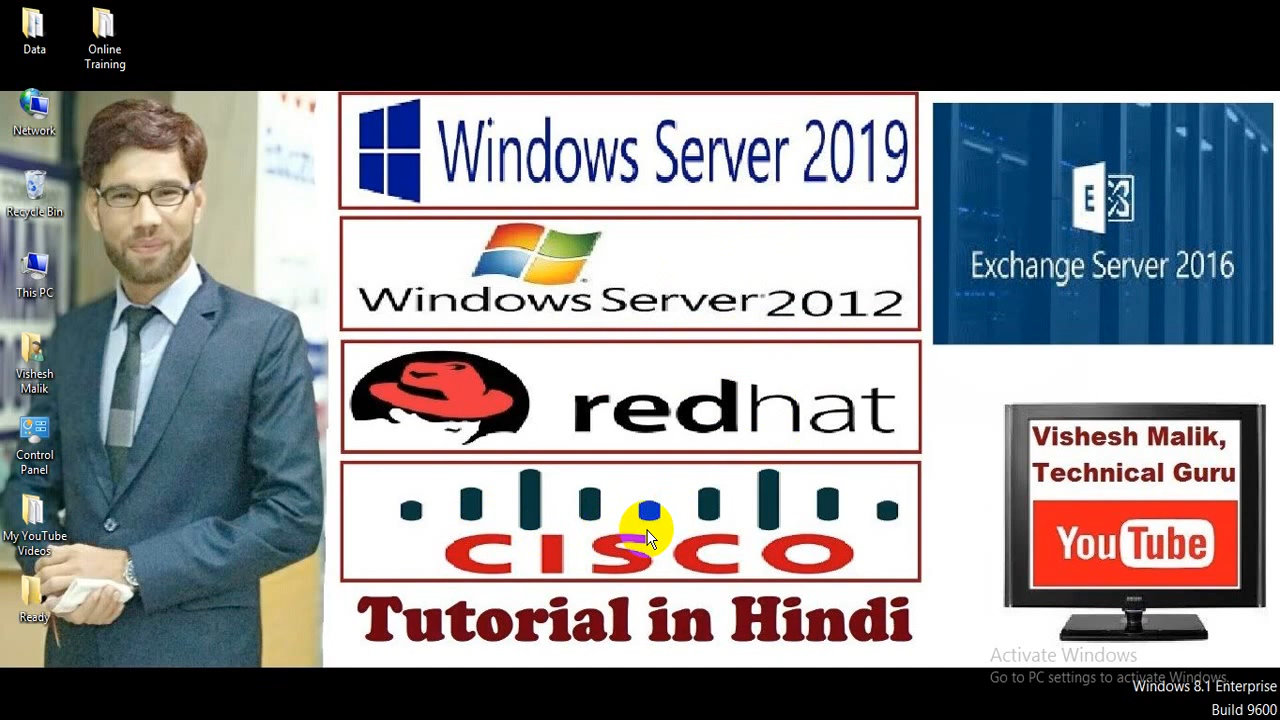 Data
Online
Training
Network
Recycle Bin
This PC
Vishesh
Malik
Control
Panel
My YouTube
Videos
Ready
Windows Server 2019
Windows Server 2012
redhat
CISCO
Tutorial in Hindi
E
Exchange Server 2016
Vishesh Malik,
Technical Guru
YouTube
Activate Windows
Go to PC settings to activate Windows.
Windows 8.1 Enterprise
Build 9600